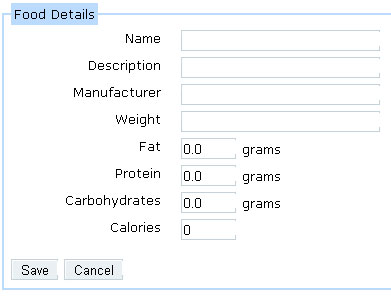 Food Details
Name
Description
Manufacturer
Weight
Fat 0.0 grams
Protein 0.0 grams
Carbohydrates 0.0 grams
Calories 0
Save Cancel